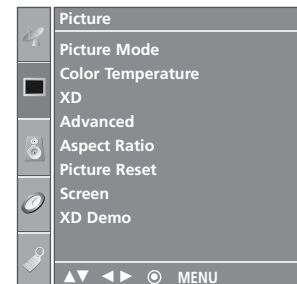 Picture
Picture Mode
Color Temperature
XD
Advanced
Aspect Ratio
Picture Reset
Screen
XD Demo
▲▼ ◄► ⦿ MENU